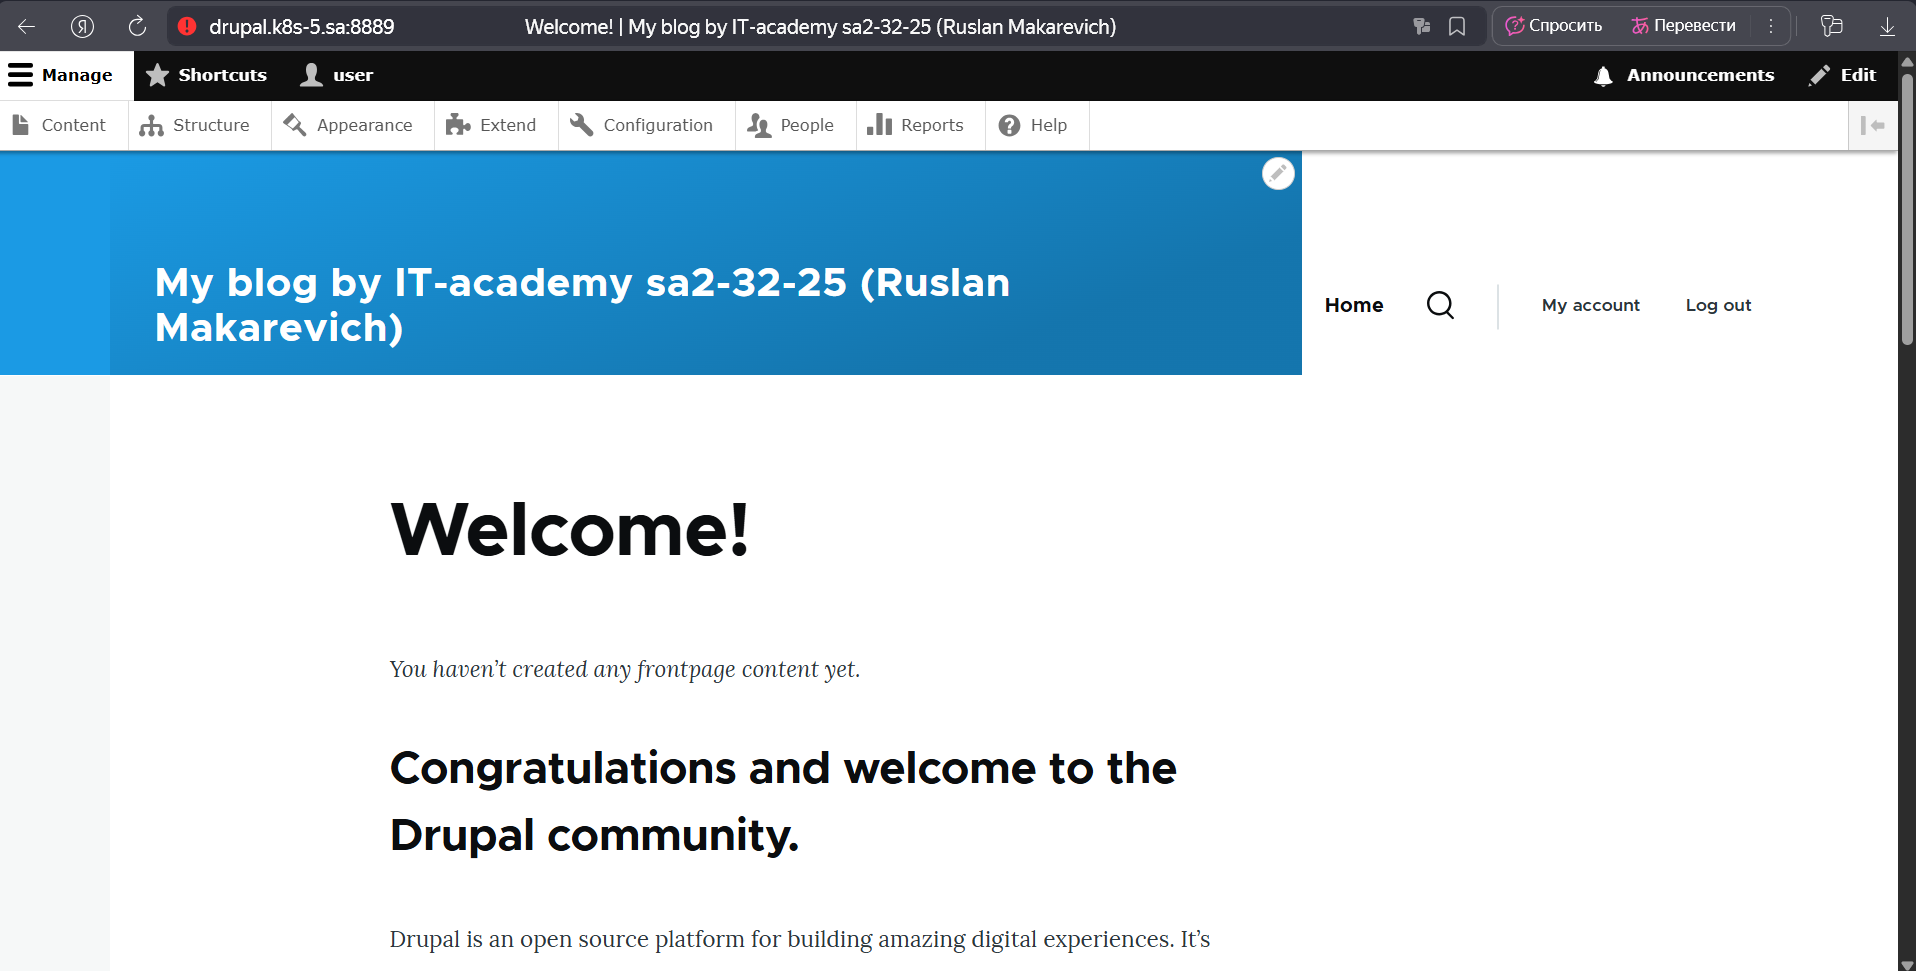 drupal.k8s-5.sa:8889 Welcome! | My blog by IT-academy sa2-32-25 (Ruslan Makarevich) Спросить Перевести
Manage Shortcuts user Announcements Edit
Content Structure Appearance Extend Configuration People Reports Help
My blog by IT-academy sa2-32-25 (Ruslan
Makarevich)
Home My account Log out
Welcome!
You haven’t created any frontpage content yet.
Congratulations and welcome to the
Drupal community.
Drupal is an open source platform for building amazing digital experiences. It’s